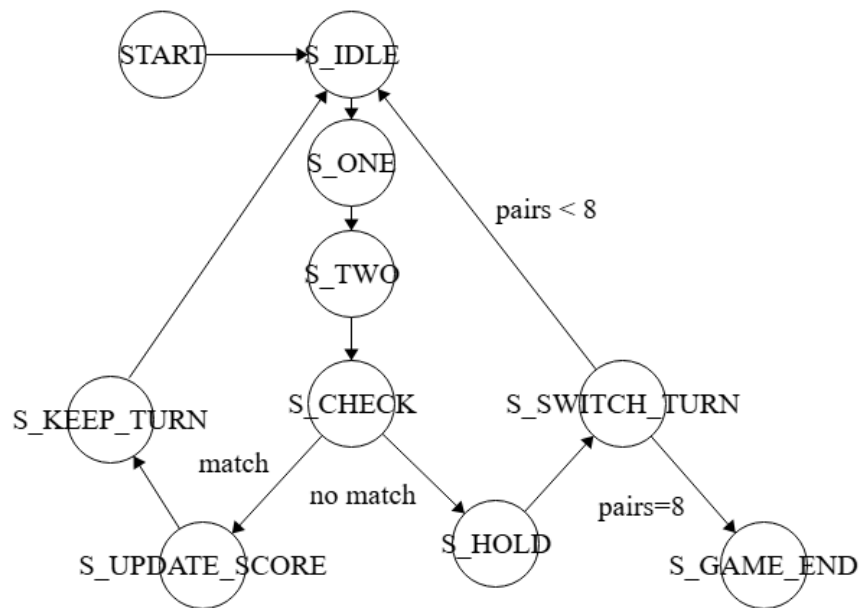 START
S_IDLE
S_ONE
pairs < 8
S_TWO
S_KEEP_TURN
S_CHECK
S_SWITCH_TURN
match
no match
pairs=8
S_HOLD
S_UPDATE_SCORE
S_GAME_END